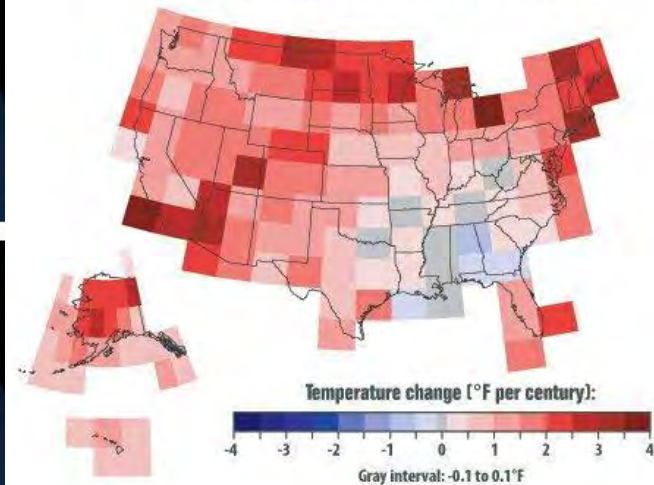 Temperature change (°F per century):
-4 -3 -2 -1 0 1 2 3 4
Gray interval: -0.1 to 0.1°F